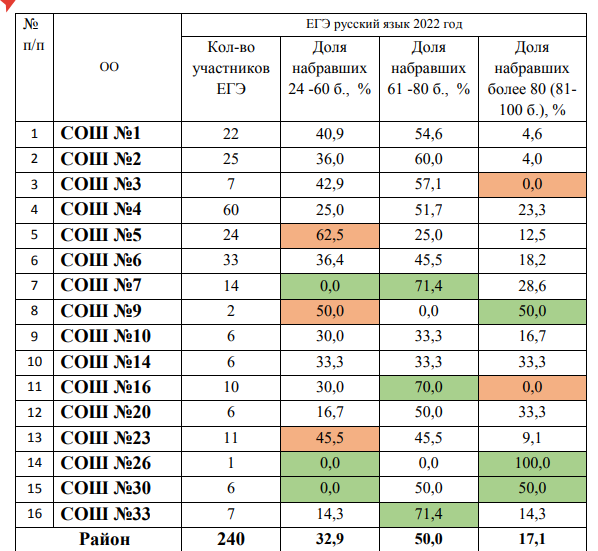 № п/п ОО ЕГЭ русский язык 2022 год
Кол-во участников ЕГЭ Доля набравших 24 -60 б., % Доля набравших 61 -80 б., % Доля набравших более 80 (81-100 б.), %
1 СОШ №1 22 40,9 54,6 4,6
2 СОШ №2 25 36,0 60,0 4,0
3 СОШ №3 7 42,9 57,1 0,0
4 СОШ №4 60 25,0 51,7 23,3
5 СОШ №5 24 62,5 25,0 12,5
6 СОШ №6 33 36,4 45,5 18,2
7 СОШ №7 14 0,0 71,4 28,6
8 СОШ №9 2 50,0 0,0 50,0
9 СОШ №10 6 30,0 33,3 16,7
10 СОШ №14 6 33,3 33,3 33,3
11 СОШ №16 10 30,0 70,0 0,0
12 СОШ №20 6 16,7 50,0 33,3
13 СОШ №23 11 45,5 45,5 9,1
14 СОШ №26 1 0,0 0,0 100,0
15 СОШ №30 6 0,0 50,0 50,0
16 СОШ №33 7 14,3 71,4 14,3
Район 240 32,9 50,0 17,1